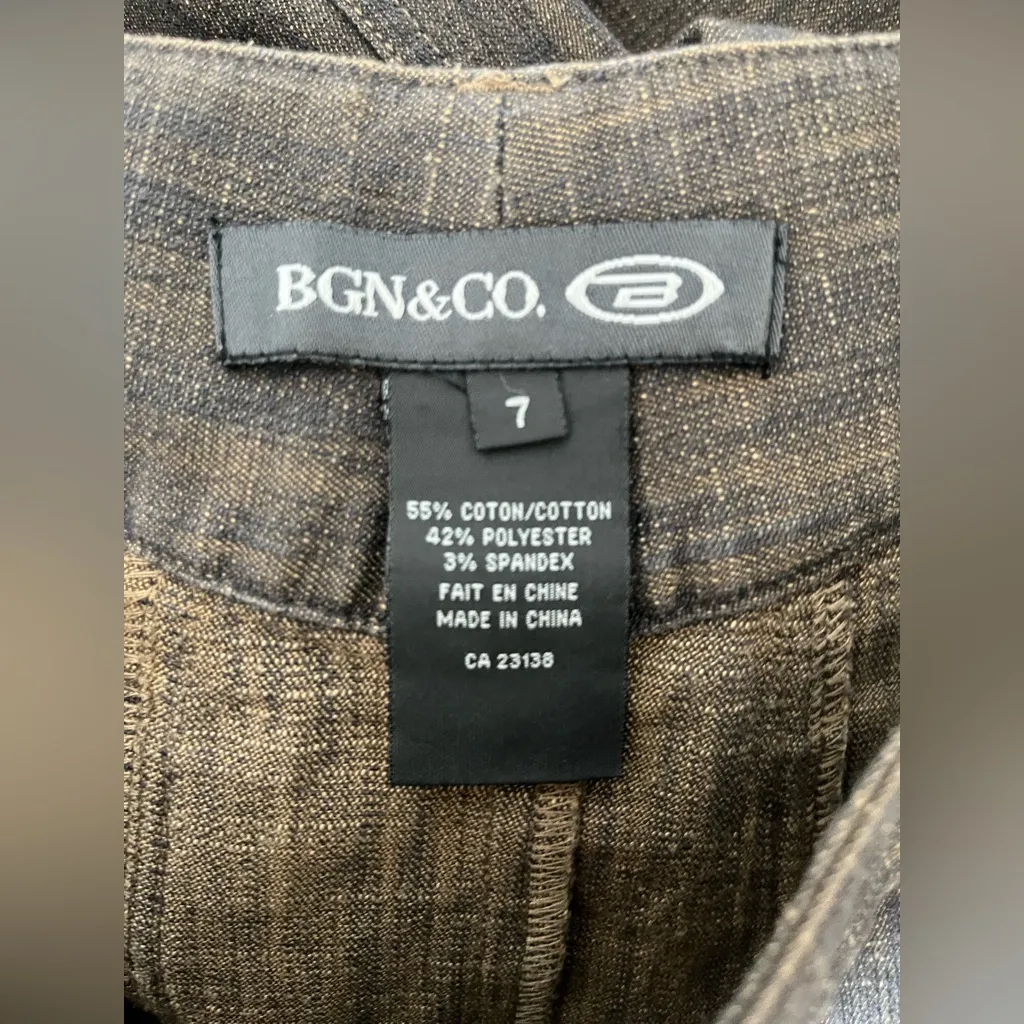 BGN&CO. B
7
55% COTON/COTTON
42% POLYESTER
3% SPANDEX
FAIT EN CHINE
MADE IN CHINA
CA 23138